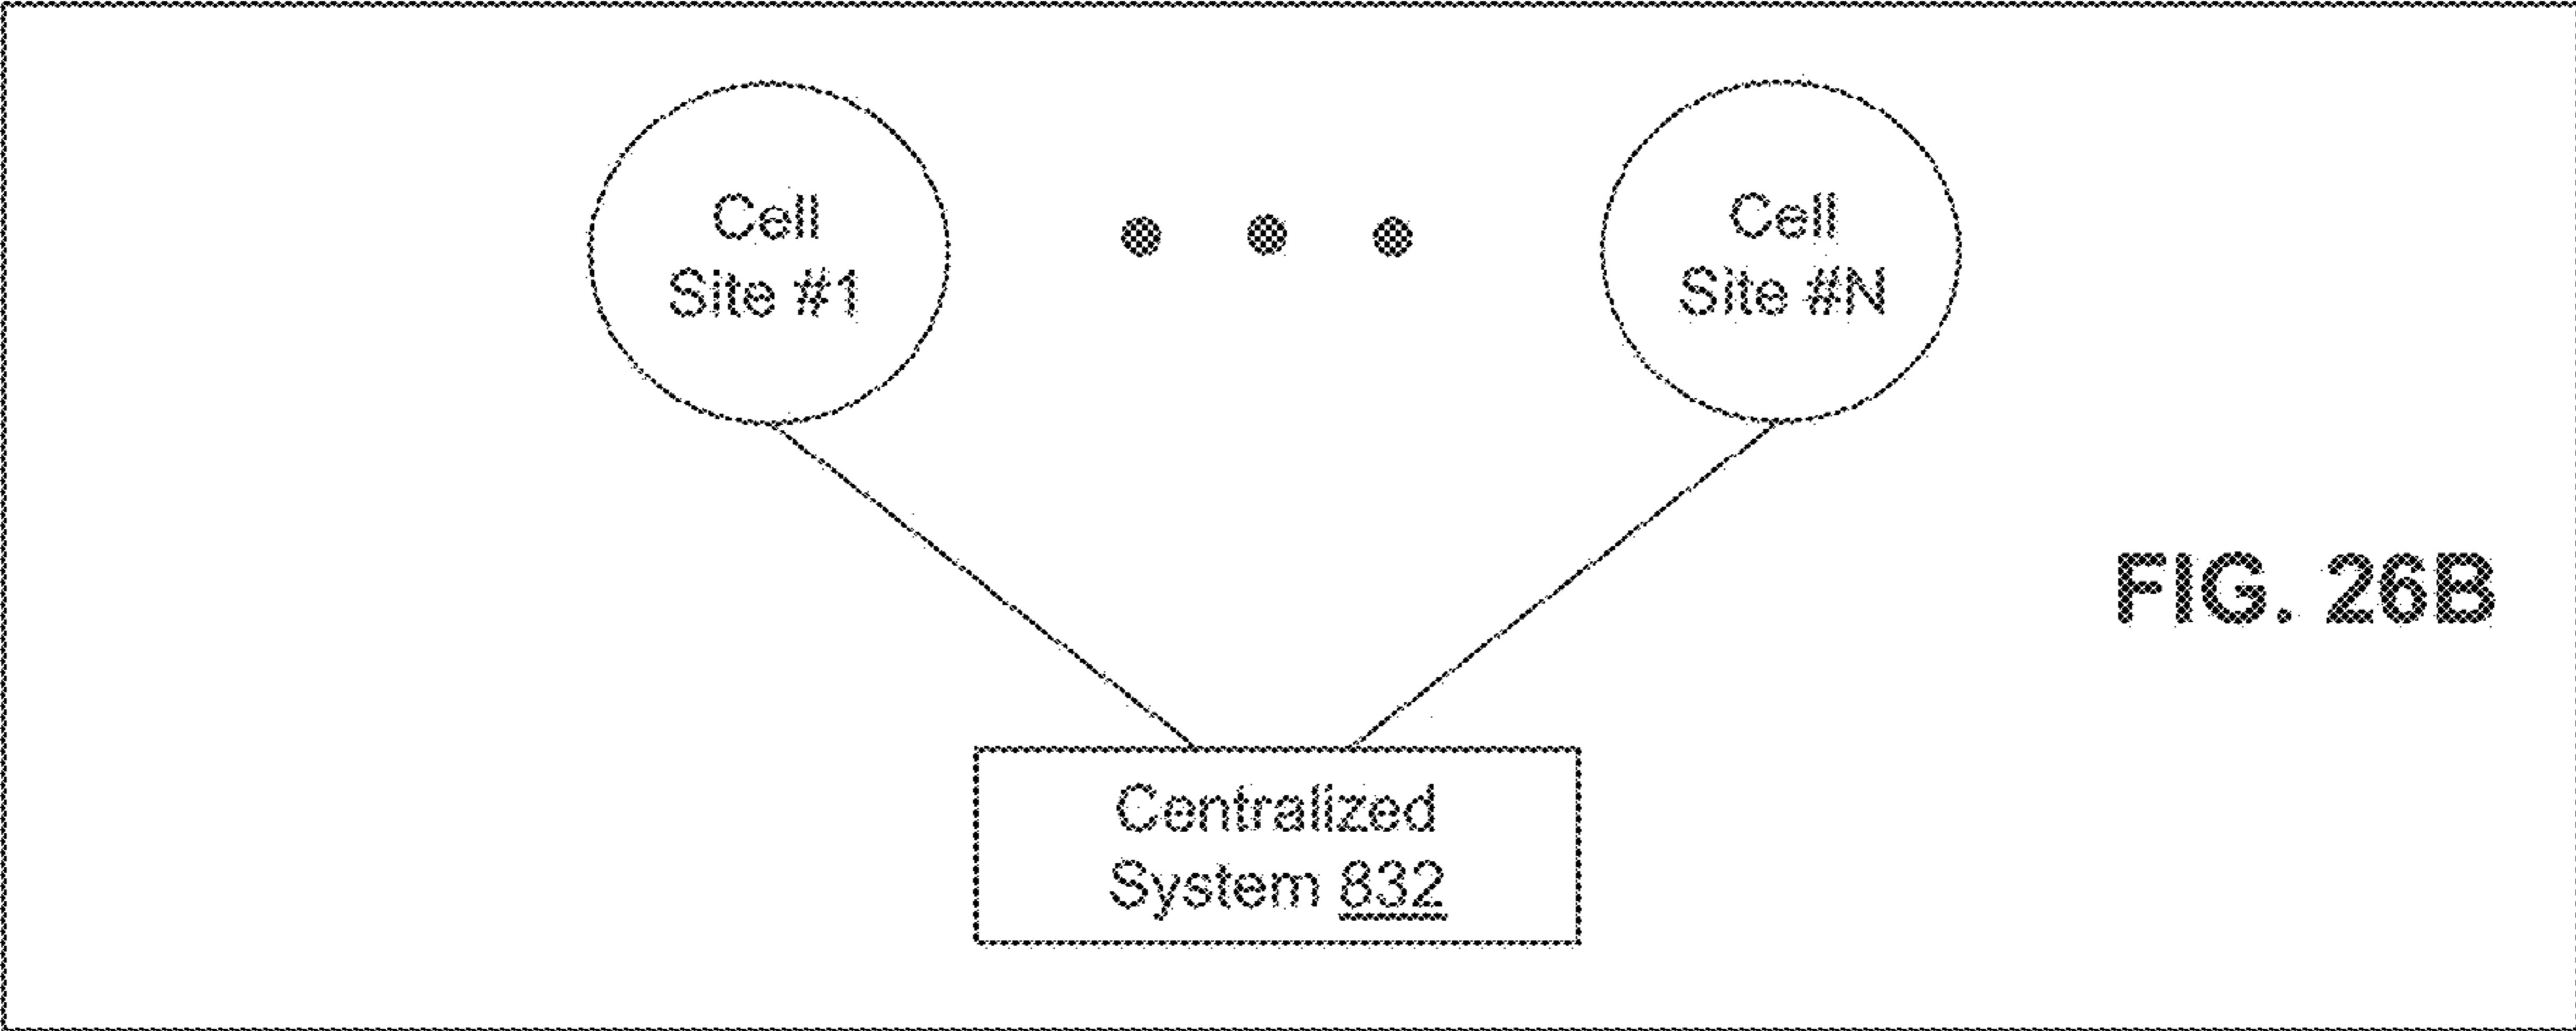 Cell
Site #1
Cell
Site #N
FIG. 26B
Centralized
System 832